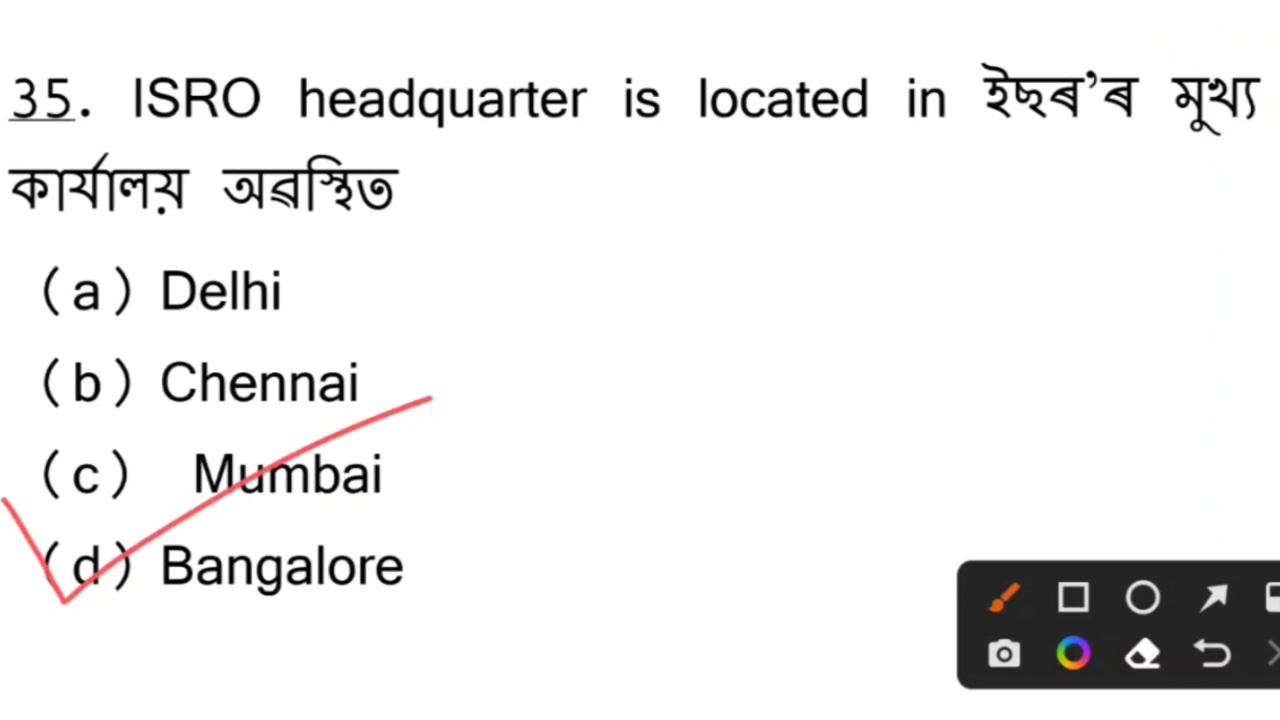 35. ISRO headquarter is located in ইছৰ’ৰ মুখ্য
কাৰ্যালয় অৱস্থিত
(a) Delhi
(b) Chennai
(c) Mumbai
(d) Bangalore